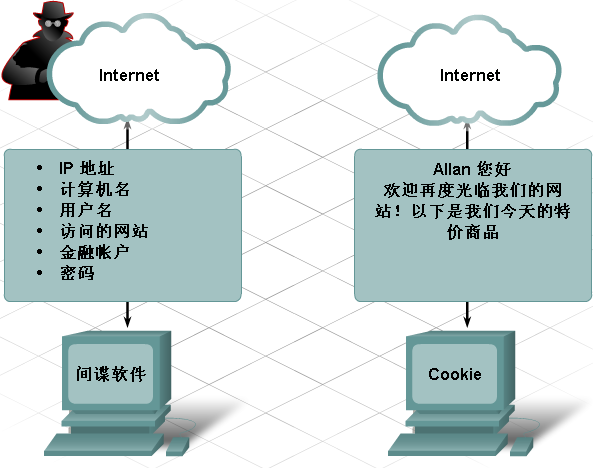 Internet
• IP 地址
• 计算机名
• 用户名
• 访问的网站
• 金融帐户
• 密码
间谍软件
Internet
Allan 您好
欢迎再度光临我们的网
站！以下是我们今天的特
价商品
Cookie